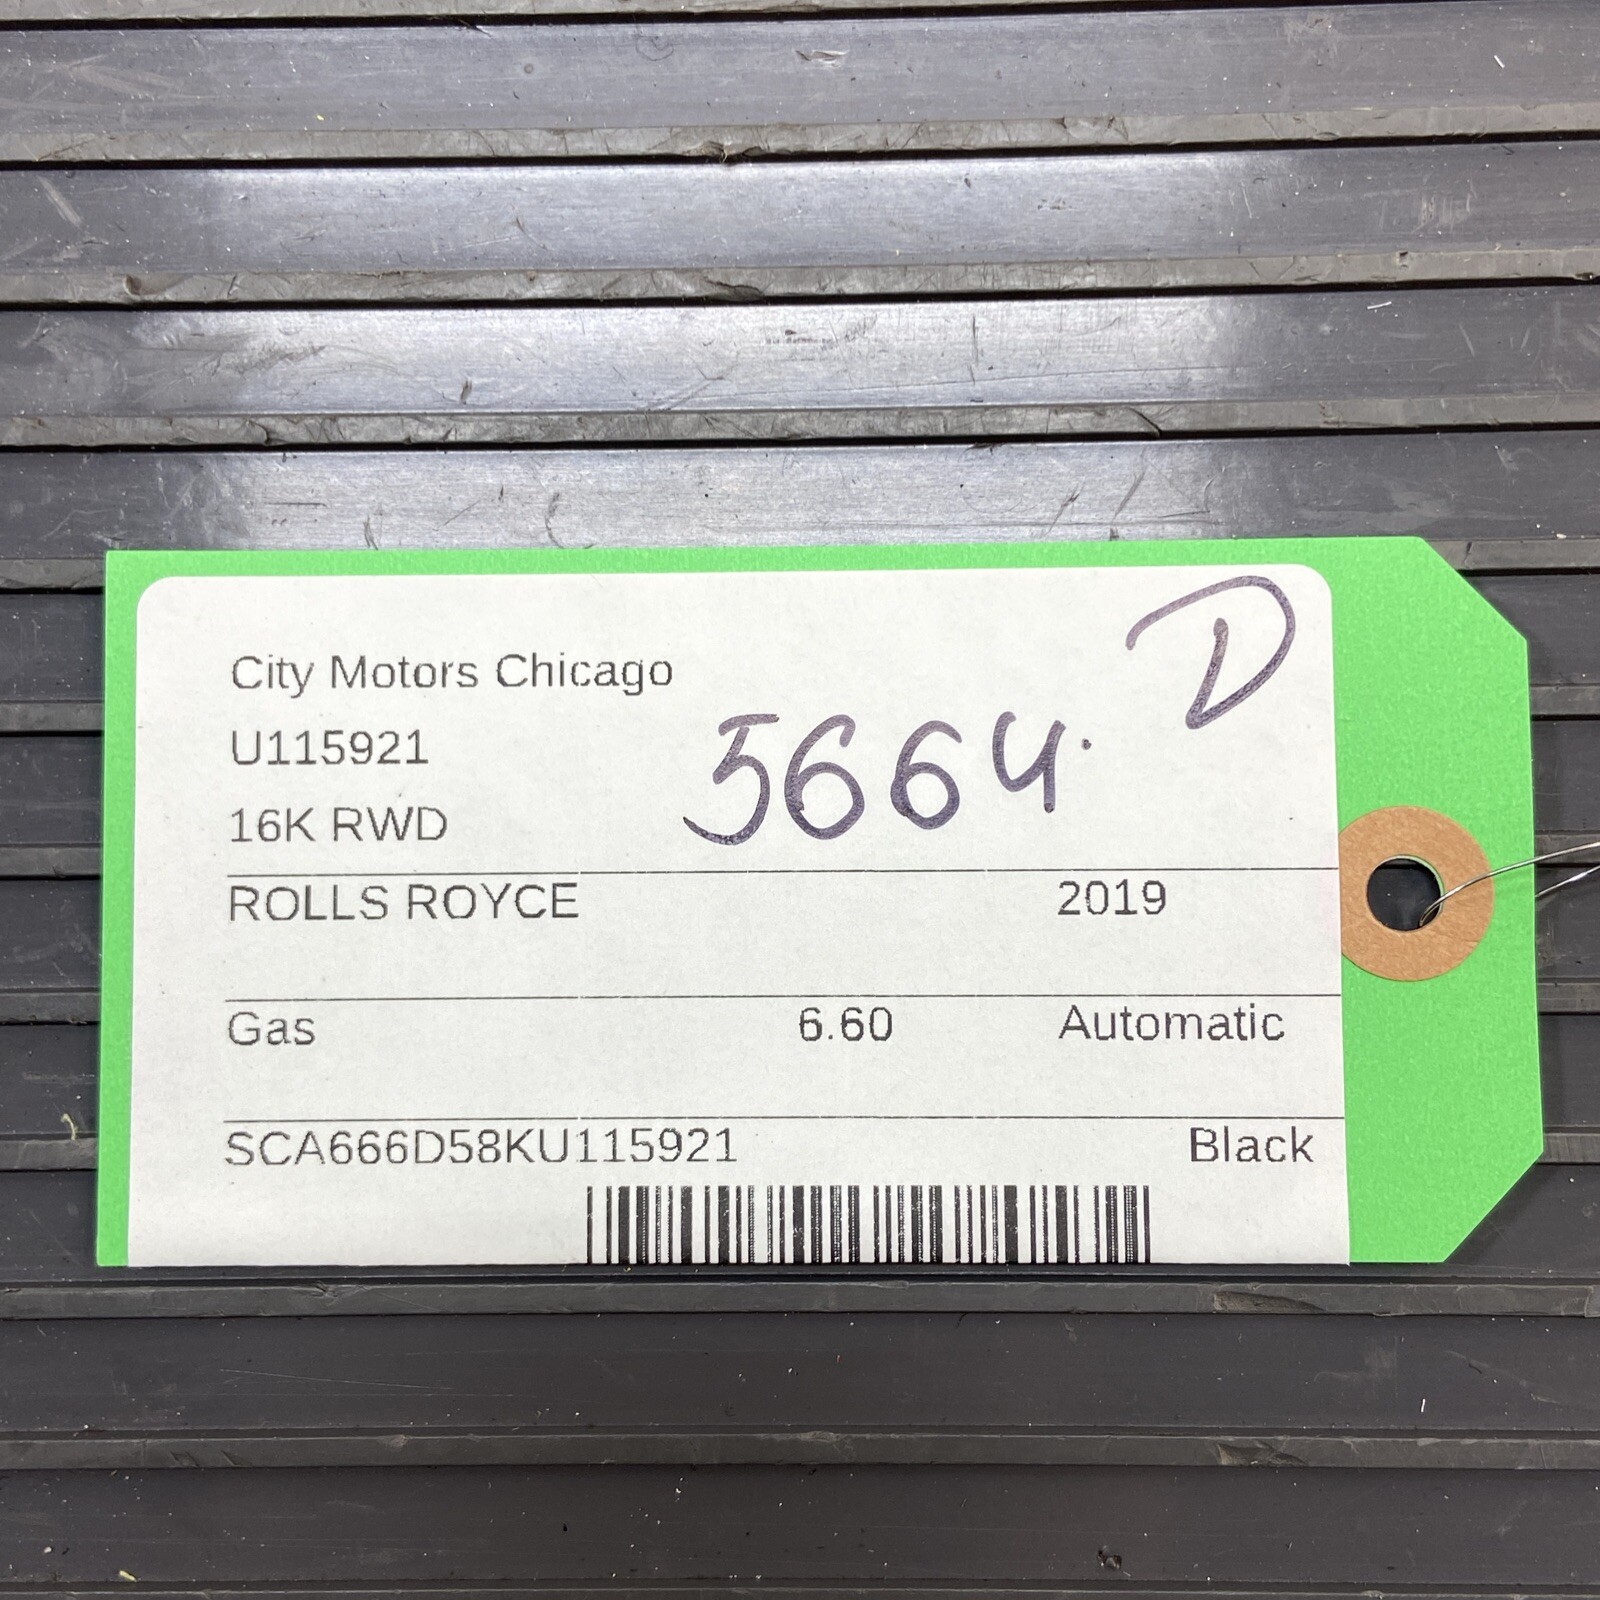 D
City Motors Chicago
U115921
5664.
16K RWD
ROLLS ROYCE 2019
Gas 6.60 Automatic
SCA666D58KU115921 Black